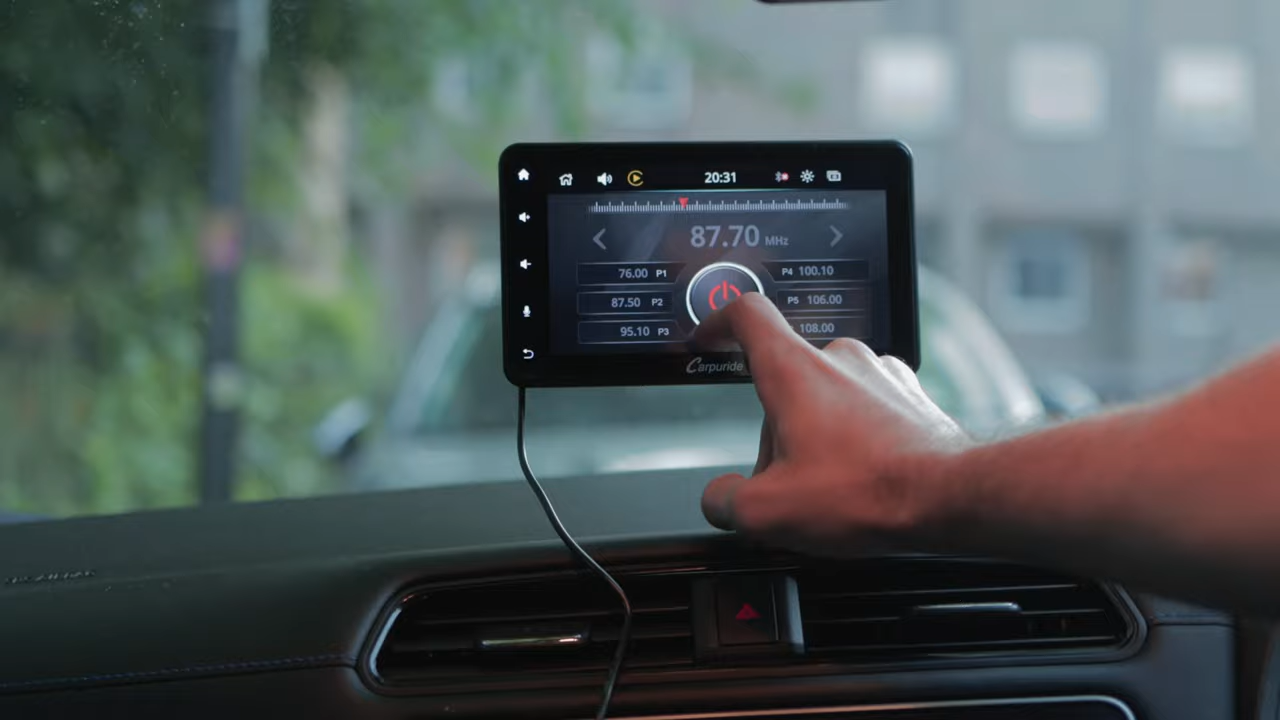 20:31
87.70 MHz
76.00 P1
P4 100.10
87.50 P2
P5 106.00
95.10 P3
108.00
Carpuride